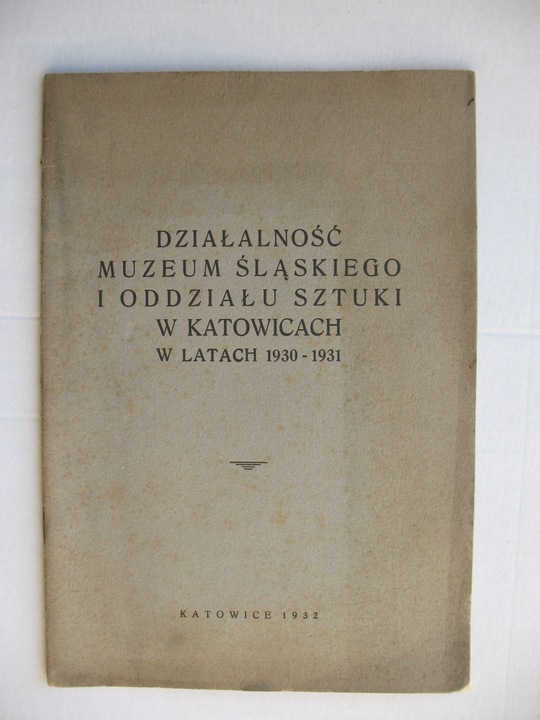 DZIAŁALNOŚĆ
MUZEUM ŚLĄSKIEGO
I ODDZIAŁU SZTUKI
W KATOWICACH
W LATACH 1930 - 1931
KATOWICE 1932